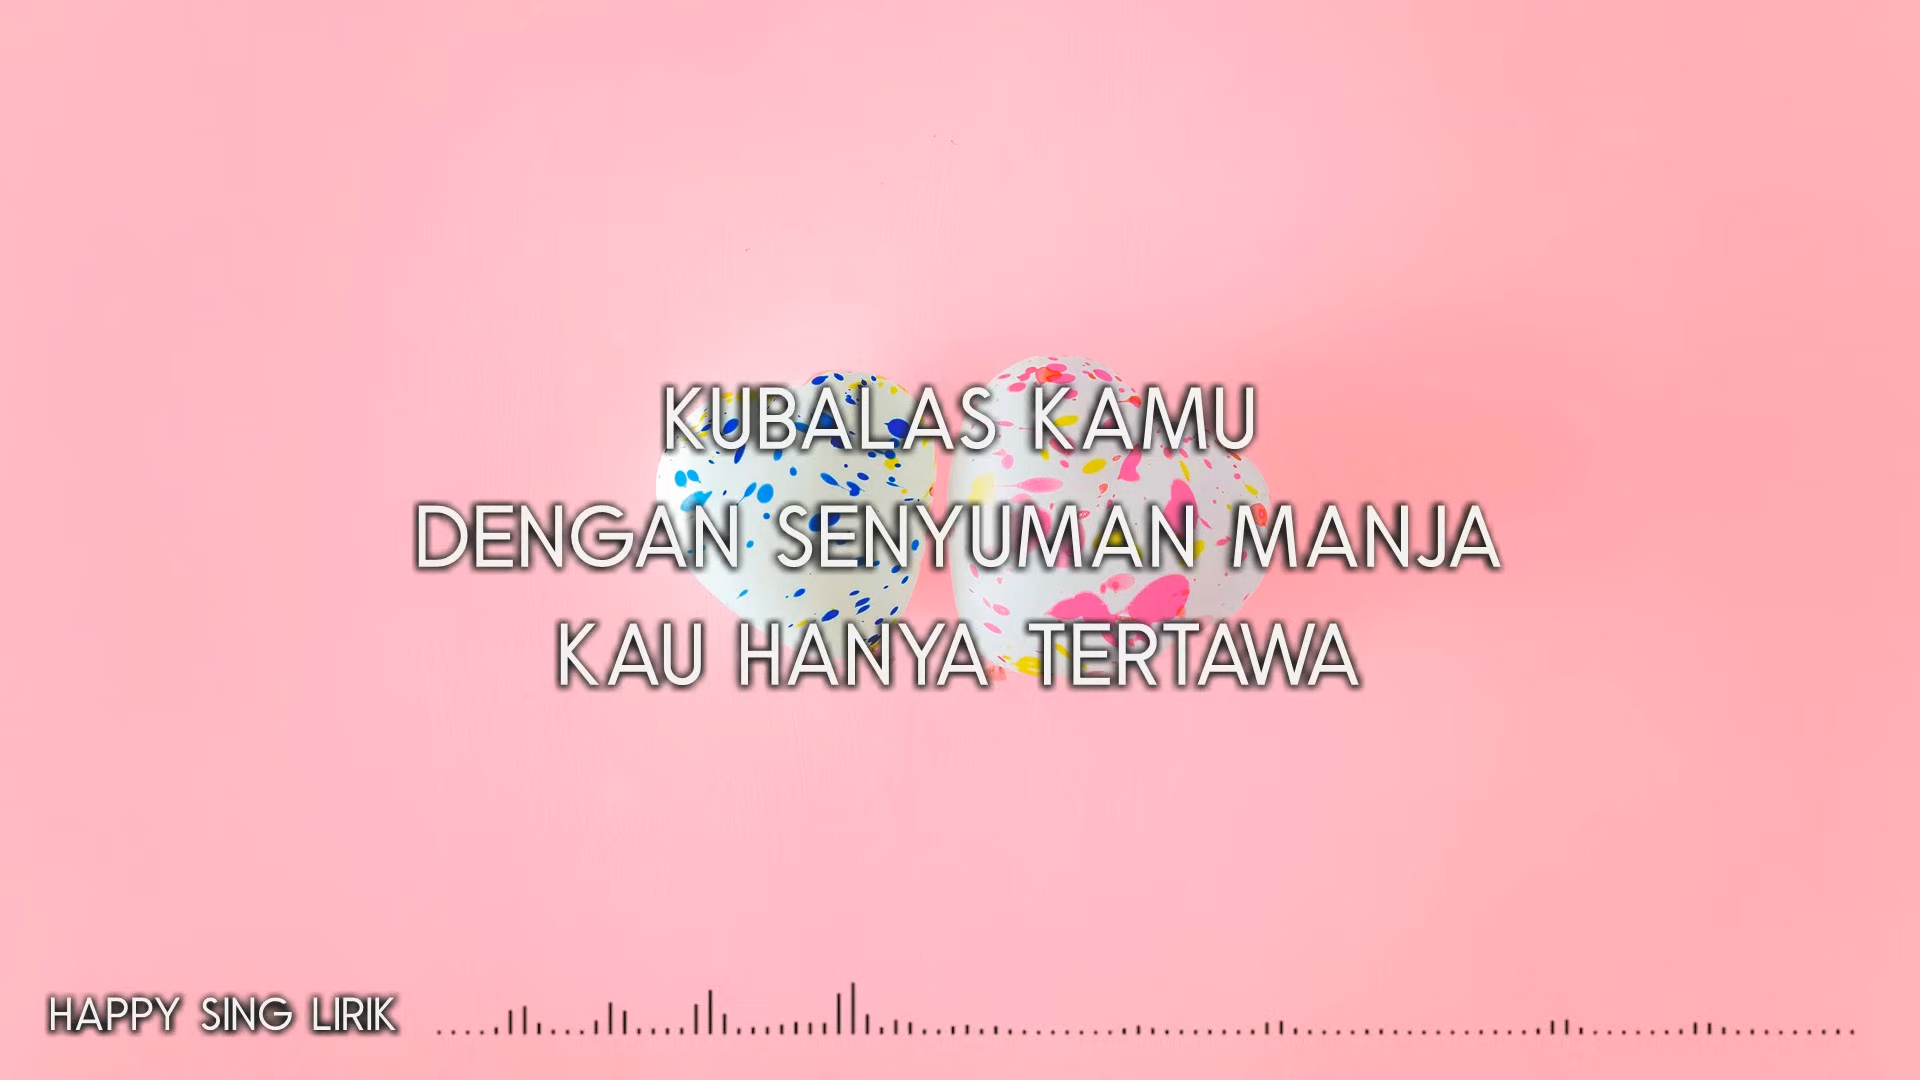 KUBALAS KAMU
DENGAN SENYUMAN MANJA
KAU HANYA TERTAWA
HAPPY SING LIRIK